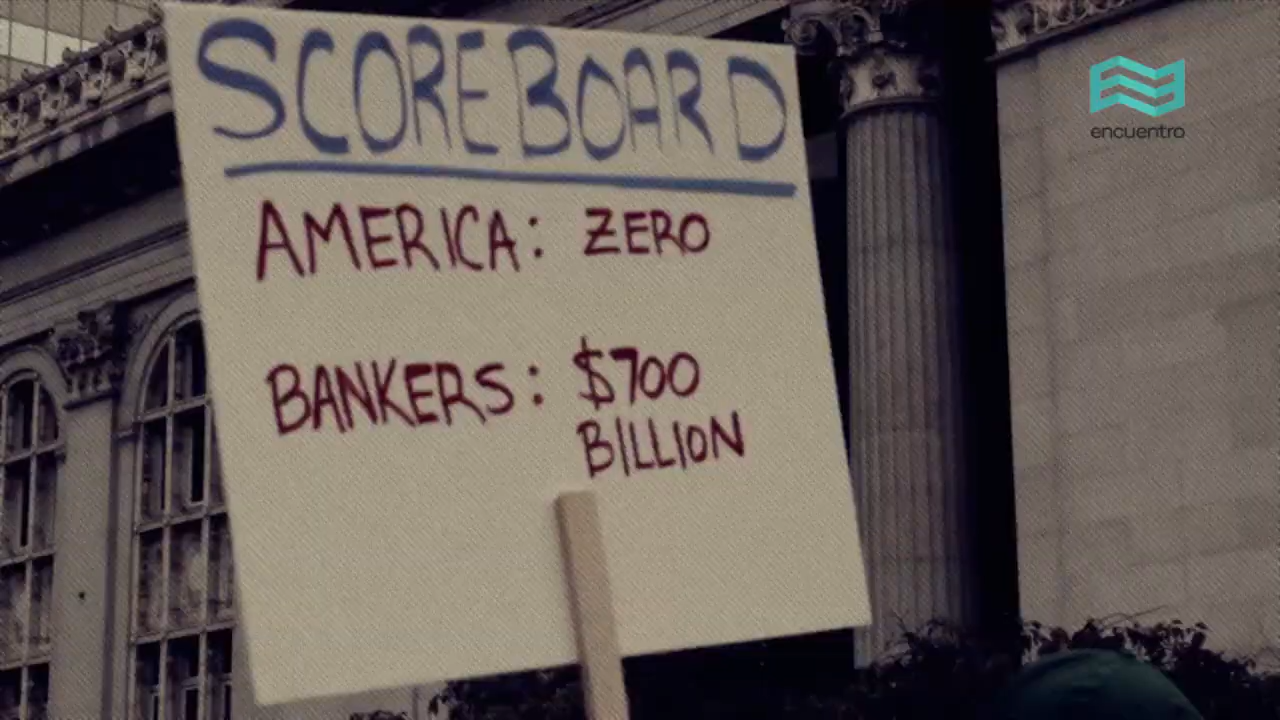 SCOREBOARD
AMERICA: ZERO
BANKERS: $700
BILLION
encuentro